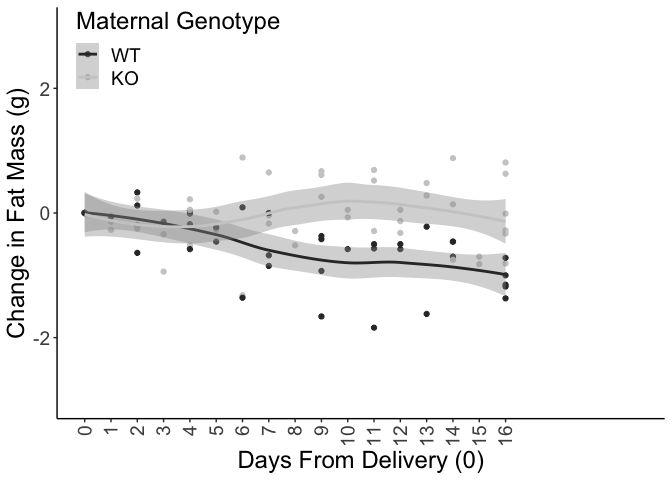 Maternal Genotype
WT
KO
Change in Fat Mass (g)
2
0
-2
0 1 2 3 4 5 6 7 8 9 10 11 12 13 14 15 16
Days From Delivery (0)